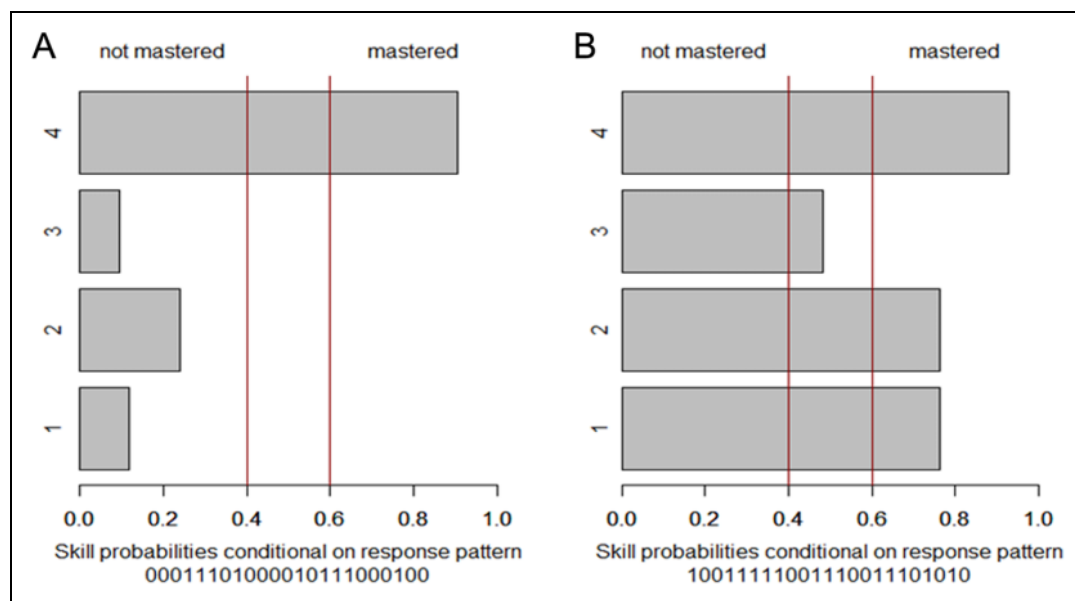 A
not mastered mastered
4
3
2
1
0.0 0.2 0.4 0.6 0.8 1.0
Skill probabilities conditional on response pattern
00011101000010111000100
B
not mastered mastered
4
3
2
1
0.0 0.2 0.4 0.6 0.8 1.0
Skill probabilities conditional on response pattern
10011111100111001110101​0